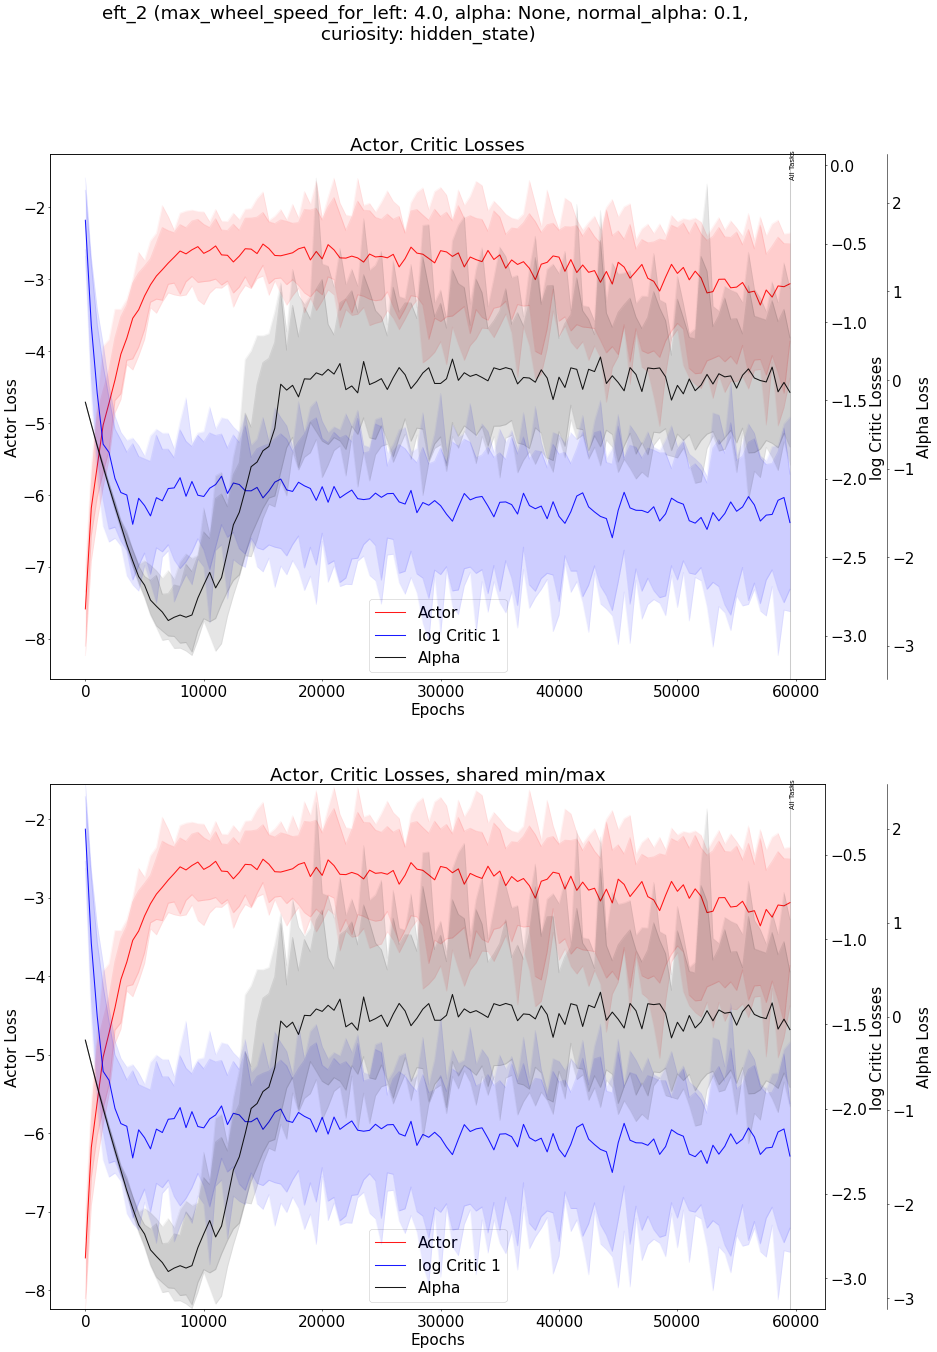 eft_2 (max_wheel_speed_for_left: 4.0, alpha: None, normal_alpha: 0.1,
curiosity: hidden_state)
Actor, Critic Losses
All Tasks
−2
−3
−4
−5
−6
−7
−8
Actor Loss
0.0
−0.5
−1.0
−1.5
−2.0
−2.5
−3.0
log Critic Losses
2
1
0
−1
−2
−3
Alpha Loss
Actor
log Critic 1
Alpha
0 10000 20000 30000 40000 50000 60000
Epochs
Actor, Critic Losses, shared min/max
All Tasks
−2
−3
−4
−5
−6
−7
−8
Actor Loss
−0.5
−1.0
−1.5
−2.0
−2.5
−3.0
log Critic Losses
2
1
0
−1
−2
−3
Alpha Loss
Actor
log Critic 1
Alpha
0 10000 20000 30000 40000 50000 60000
Epochs